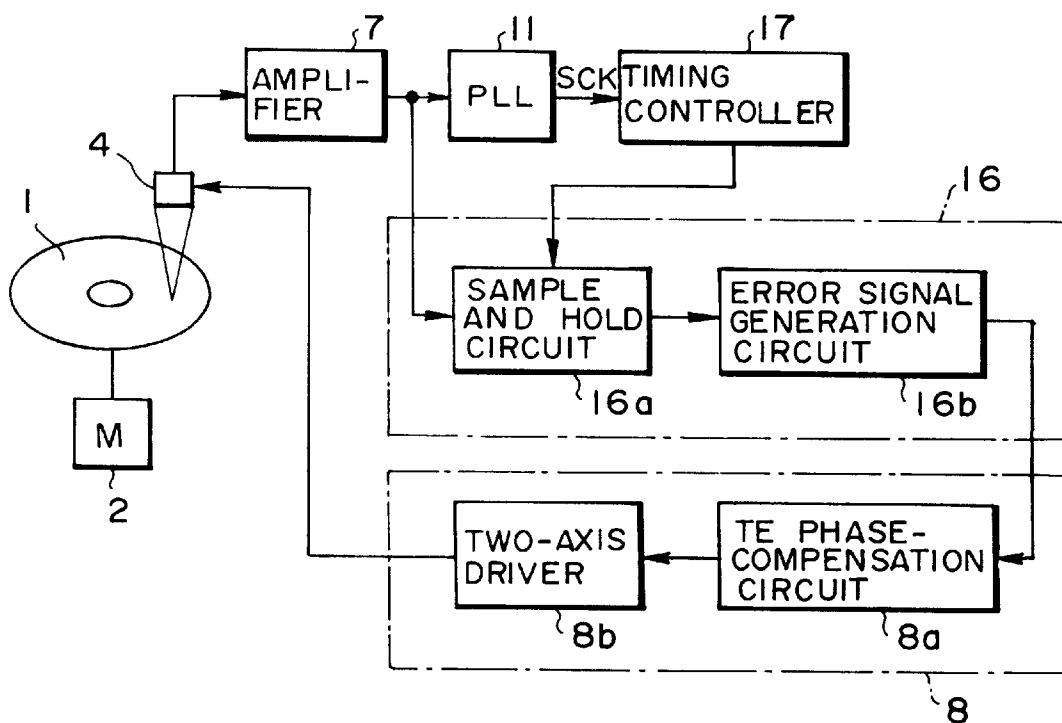 7
11
17
AMPLI-
FIER
PLL
SCK
TIMING
CONTROLLER
4
1
16
SAMPLE
AND HOLD
CIRCUIT
ERROR SIGNAL
GENERATION
CIRCUIT
16a
16b
M
2
TWO-AXIS
DRIVER
TE PHASE-
COMPENSATION
CIRCUIT
8b
8a
8